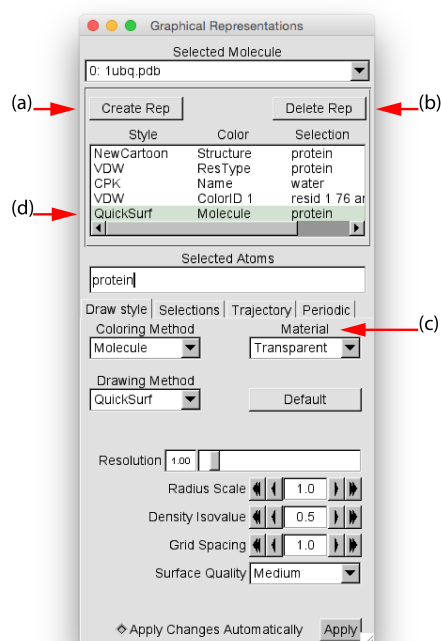 Graphical Representations
Selected Molecule
0: 1ubq.pdb
(a) Create Rep Delete Rep (b)
Style Color Selection
NewCartoon Structure protein
VDW ResType protein
CPK Name water
VDW ColorID 1 resid 1 76 ar
(d) QuickSurf Molecule protein
Selected Atoms
protein
Draw style Selections Trajectory Periodic
Coloring Method Material (c)
Molecule Transparent
Drawing Method
QuickSurf Default
Resolution 1.00
Radius Scale 1.0
Density Isovalue 0.5
Grid Spacing 1.0
Surface Quality Medium
Apply Changes Automatically Apply